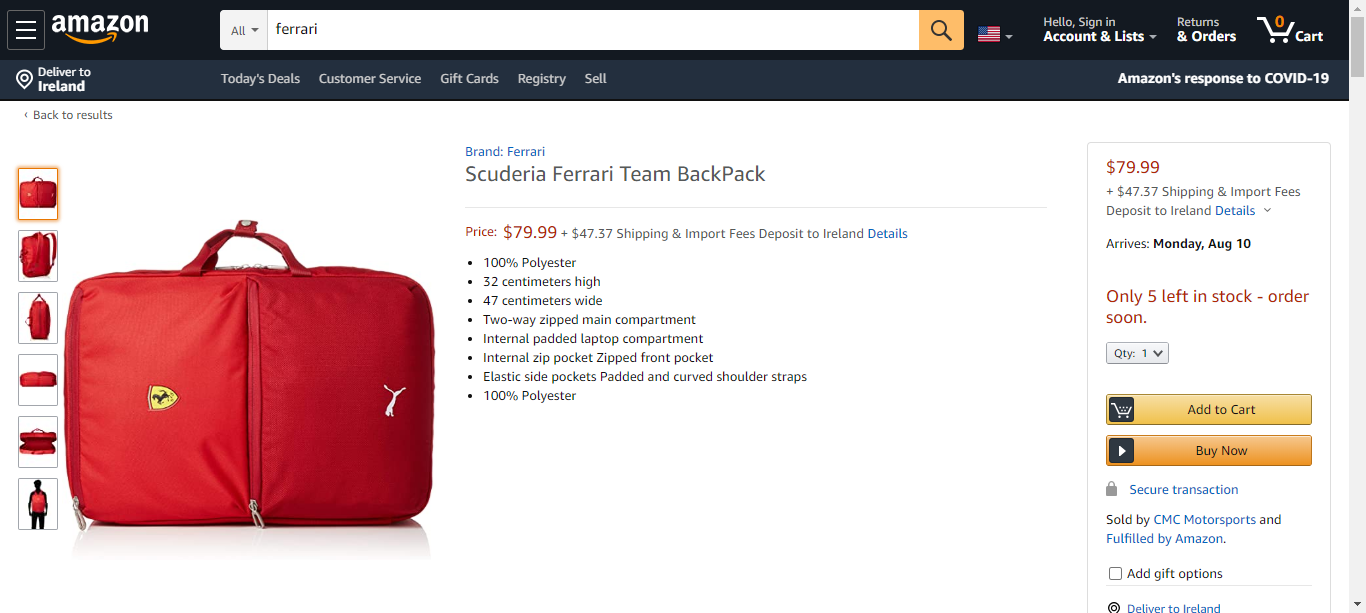 amazon
All
ferrari
Hello, Sign in
Account & Lists
Returns
& Orders
0
Cart
Deliver to
Ireland
Today's Deals
Customer Service
Gift Cards
Registry
Sell
Amazon's response to COVID-19
‹ Back to results
Brand: Ferrari
Scuderia Ferrari Team BackPack
Price: $79.99 + $47.37 Shipping & Import Fees Deposit to Ireland Details
• 100% Polyester
• 32 centimeters high
• 47 centimeters wide
• Two-way zipped main compartment
• Internal padded laptop compartment
• Internal zip pocket Zipped front pocket
• Elastic side pockets Padded and curved shoulder straps
• 100% Polyester
$79.99
+ $47.37 Shipping & Import Fees
Deposit to Ireland Details
Arrives: Monday, Aug 10
Only 5 left in stock - order
soon.
Qty: 1
Add to Cart
Buy Now
Secure transaction
Sold by CMC Motorsports and
Fulfilled by Amazon.
Add gift options
Deliver to Ireland